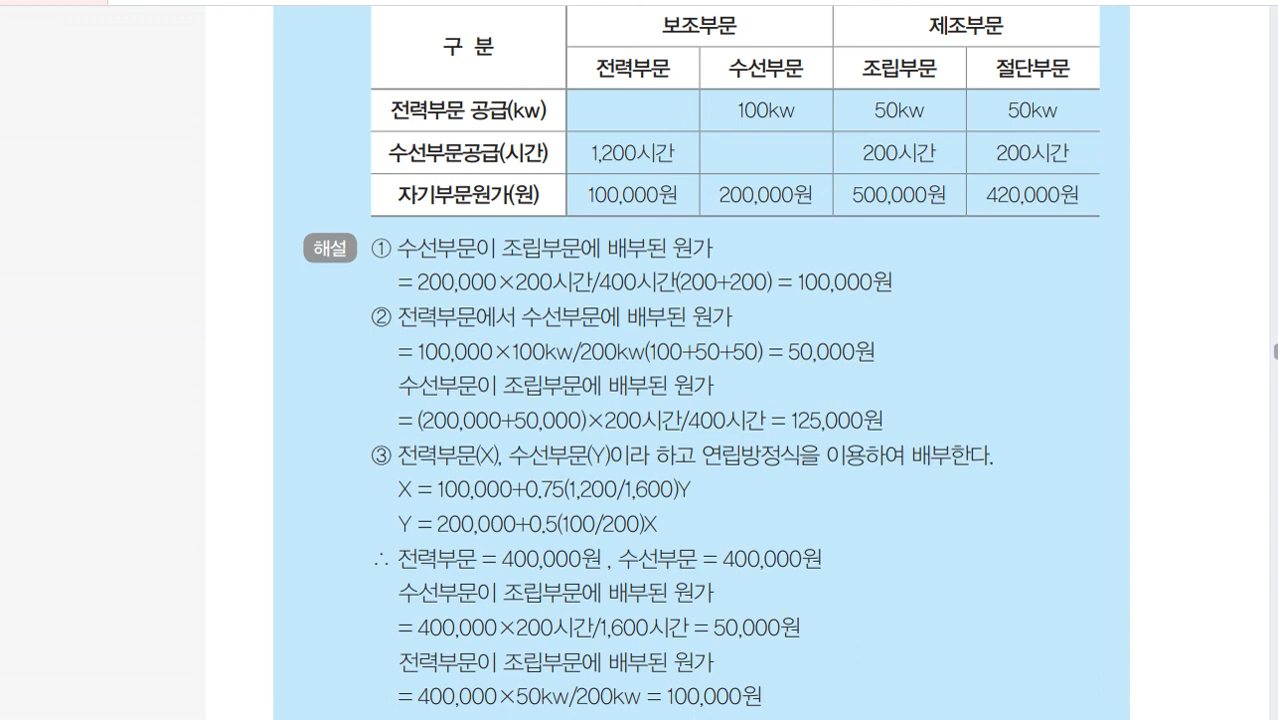 구 분 보조부문 제조부문
전력부문 수선부문 조립부문 절단부문
전력부문 공급(kw) 100kw 50kw 50kw
수선부문공급(시간) 1,200시간 200시간 200시간
자기부문원가(원) 100,000원 200,000원 500,000원 420,000원
해설 ① 수선부문이 조립부문에 배부된 원가
= 200,000×200시간/400시간(200+200) = 100,000원
② 전력부문에서 수선부문에 배부된 원가
= 100,000×100kw/200kw(100+50+50) = 50,000원
수선부문이 조립부문에 배부된 원가
= (200,000+50,000)×200시간/400시간 = 125,000원
③ 전력부문(X), 수선부문(Y)이라 하고 연립방정식을 이용하여 배부한다.
X = 100,000+0.75(1,200/1,600)Y
Y = 200,000+0.5(100/200)X
∴ 전력부문 = 400,000원 , 수선부문 = 400,000원
수선부문이 조립부문에 배부된 원가
= 400,000×200시간/1,600시간 = 50,000원
전력부문이 조립부문에 배부된 원가
= 400,000×50kw/200kw = 100,000원